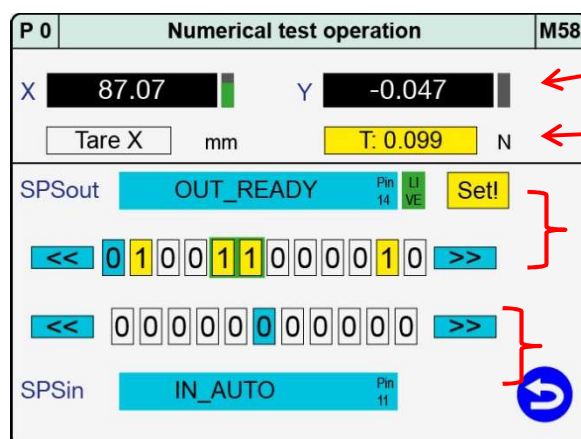 P 0 Numerical test operation M58
X 87.07 Y -0.047
Tare X mm T: 0.099 N
SPSout OUT_READY Pin 14 LI VE Set!
<< 0 1 0 0 1 1 0 0 0 0 1 0 >>
<< 0 0 0 0 0 0 0 0 0 0 0 >>
SPSin IN_AUTO Pin 11